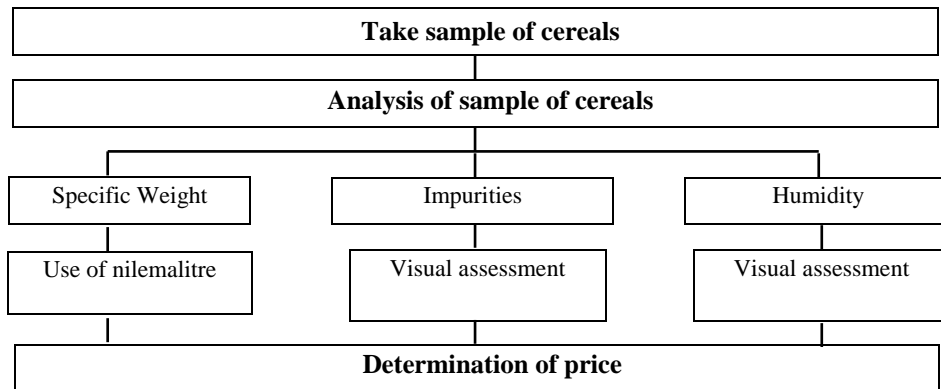 Take sample of cereals
Analysis of sample of cereals
Specific Weight
Impurities
Humidity
Use of nilemalitre
Visual assessment
Visual assessment
Determination of price